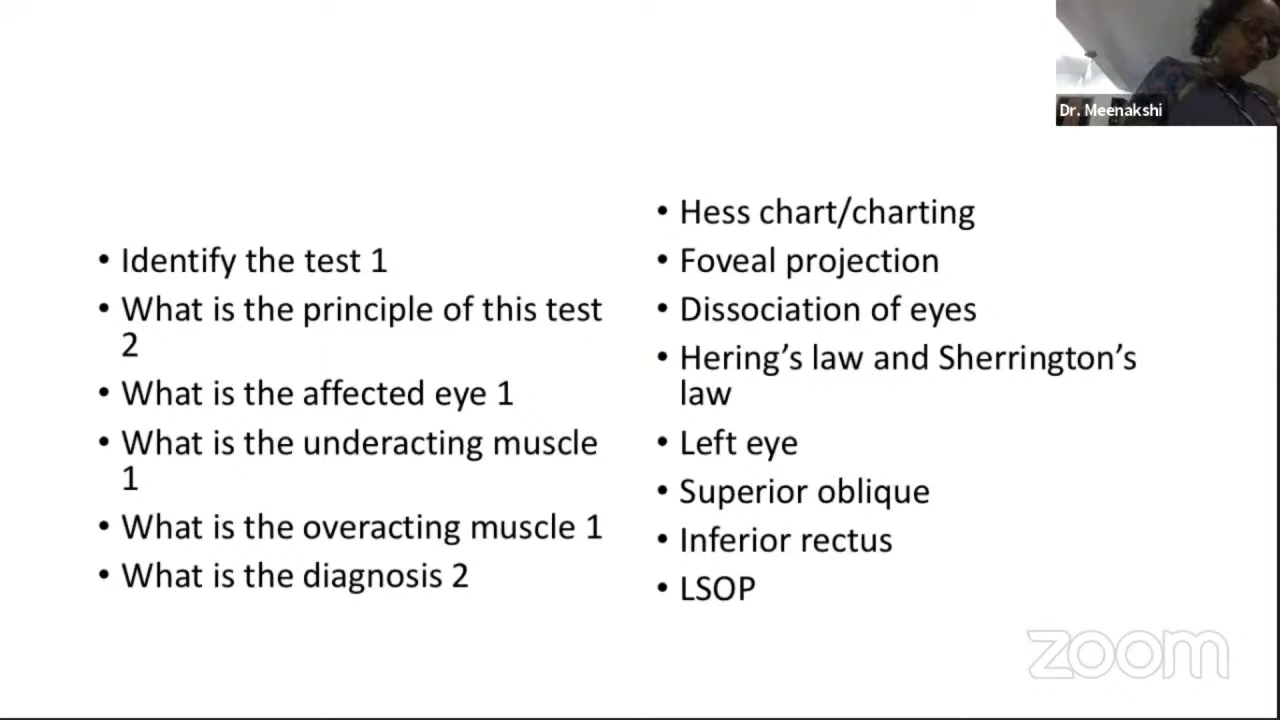 Dr. Meenakshi
• Identify the test 1
• What is the principle of this test
2
• What is the affected eye 1
• What is the underacting muscle
1
• What is the overacting muscle 1
• What is the diagnosis 2
• Hess chart/charting
• Foveal projection
• Dissociation of eyes
• Hering’s law and Sherrington’s
law
• Left eye
• Superior oblique
• Inferior rectus
• LSOP
zoom